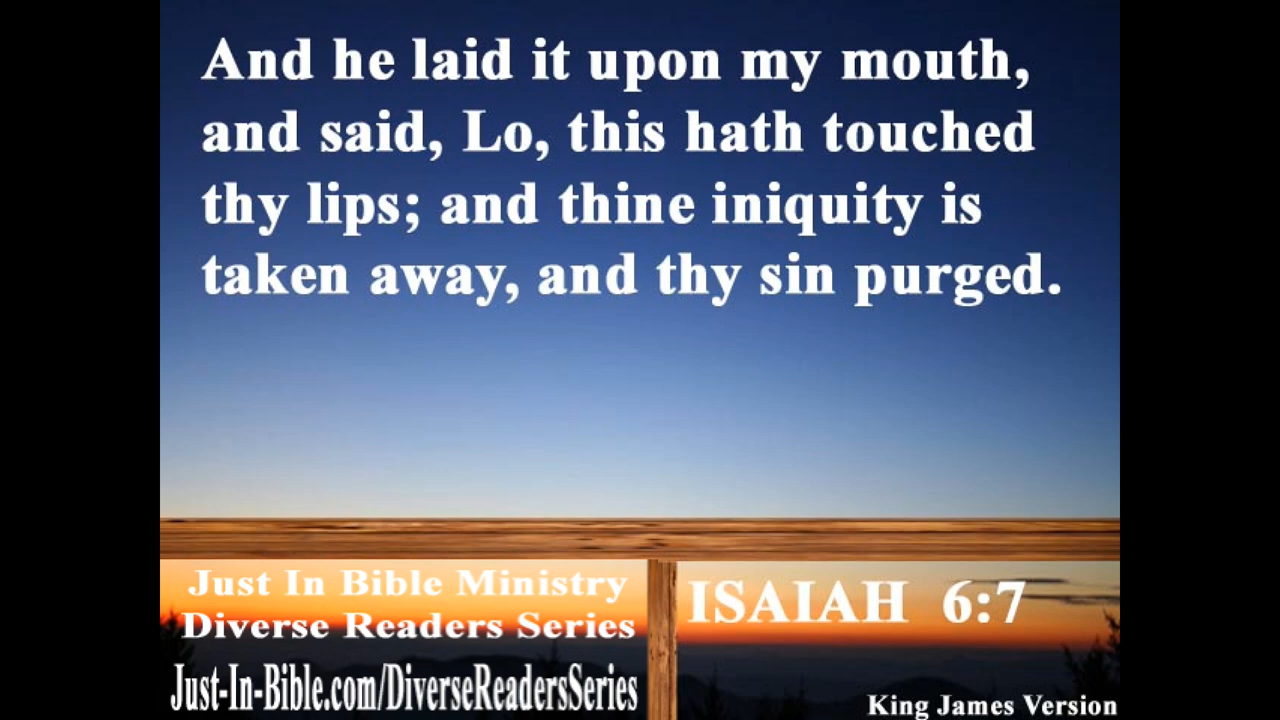 And he laid it upon my mouth,
and said, Lo, this hath touched
thy lips; and thine iniquity is
taken away, and thy sin purged.
Just In Bible Ministry
Diverse Readers Series
Just-In-Bible.com/DiverseReadersSeries
ISAIAH 6:7
King James Version